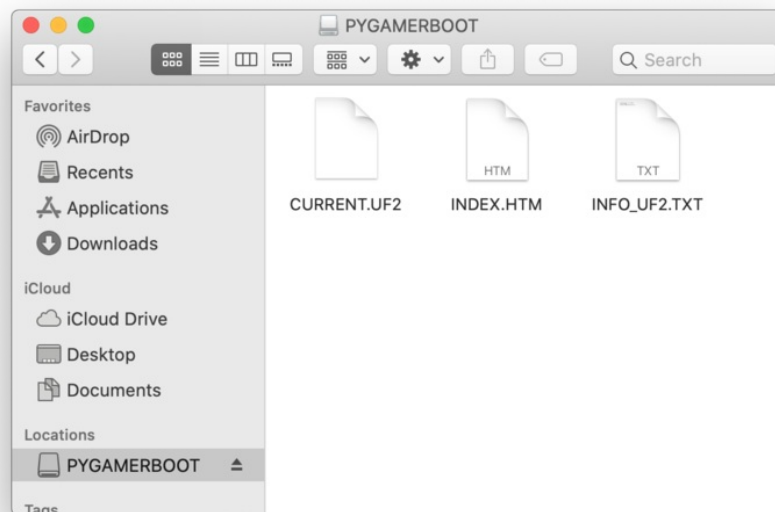 PYGAMERBOOT
Search
Favorites
AirDrop
Recents
Applications
Downloads
iCloud
iCloud Drive
Desktop
Documents
Locations
PYGAMERBOOT
Tags
HTM
TXT
CURRENT.UF2
INDEX.HTM
INFO_UF2.TXT